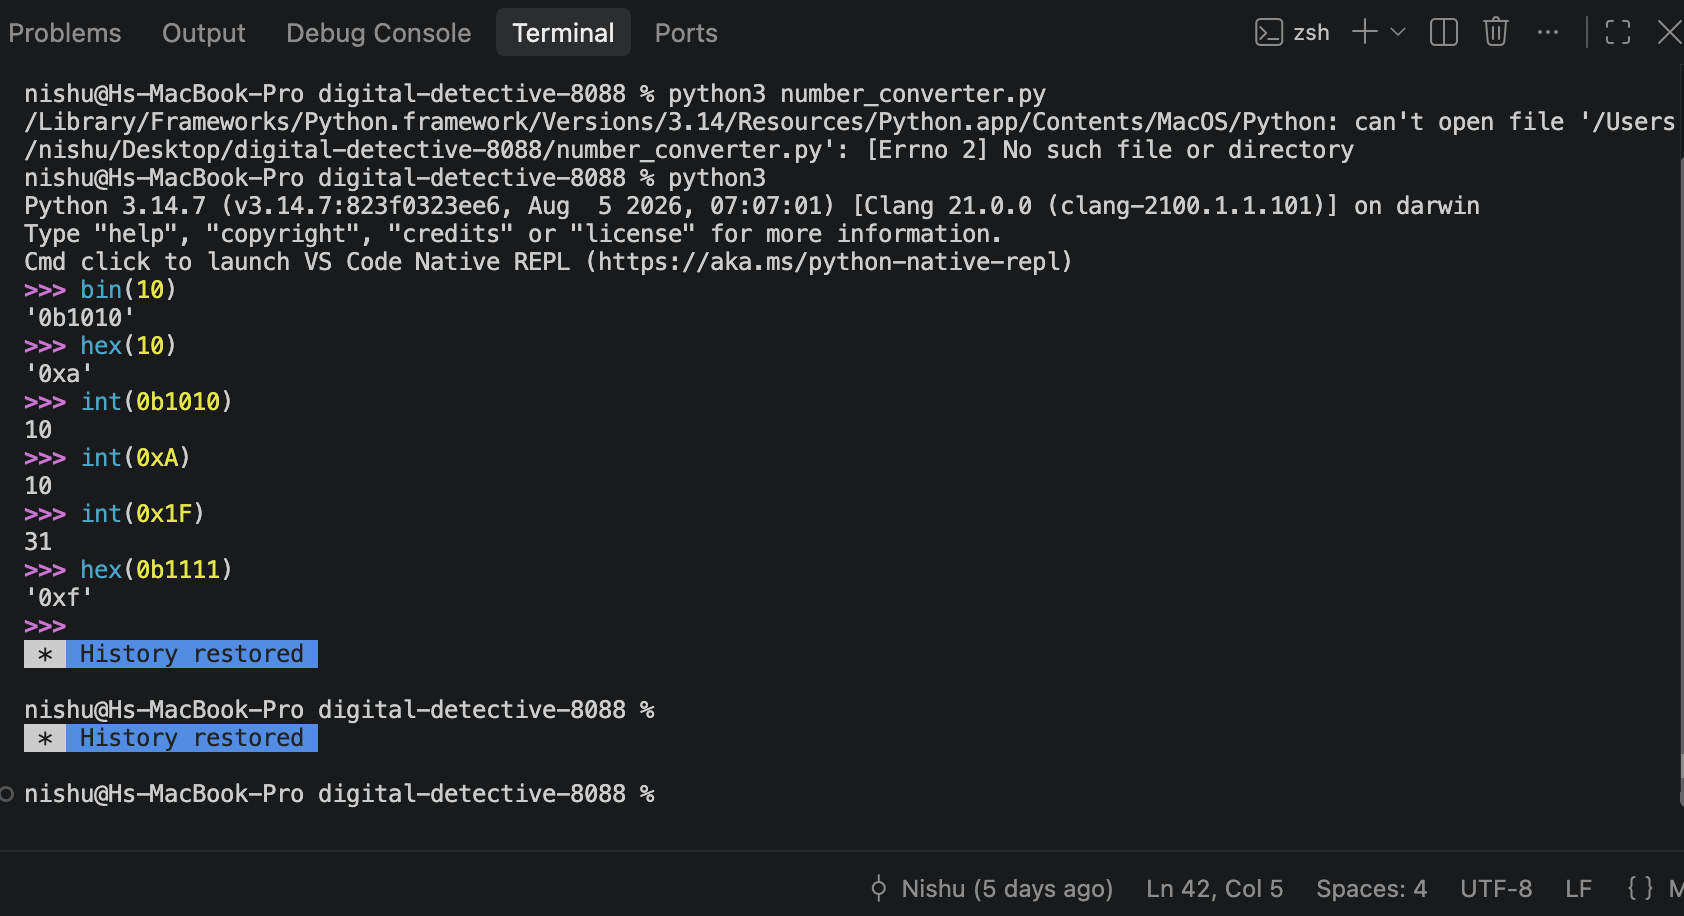 Problems Output Debug Console Terminal Ports zsh
nishu@Hs-MacBook-Pro digital-detective-8088 % python3 number_converter.py
/Library/Frameworks/Python.framework/Versions/3.14/Resources/Python.app/Contents/MacOS/Python: can't open file '/Users
/nishu/Desktop/digital-detective-8088/number_converter.py': [Errno 2] No such file or directory
nishu@Hs-MacBook-Pro digital-detective-8088 % python3
Python 3.14.7 (v3.14.7:823f0323ee6, Aug  5 2026, 07:07:01) [Clang 21.0.0 (clang-2100.1.1.101)] on darwin
Type "help", "copyright", "credits" or "license" for more information.
Cmd click to launch VS Code Native REPL (https://aka.ms/python-native-repl)
>>> bin(10)
'0b1010'
>>> hex(10)
'0xa'
>>> int(0b1010)
10
>>> int(0xA)
10
>>> int(0x1F)
31
>>> hex(0b1111)
'0xf'
>>>
* History restored
nishu@Hs-MacBook-Pro digital-detective-8088 %
* History restored
nishu@Hs-MacBook-Pro digital-detective-8088 %
Nishu (5 days ago) Ln 42, Col 5 Spaces: 4 UTF-8 LF { }